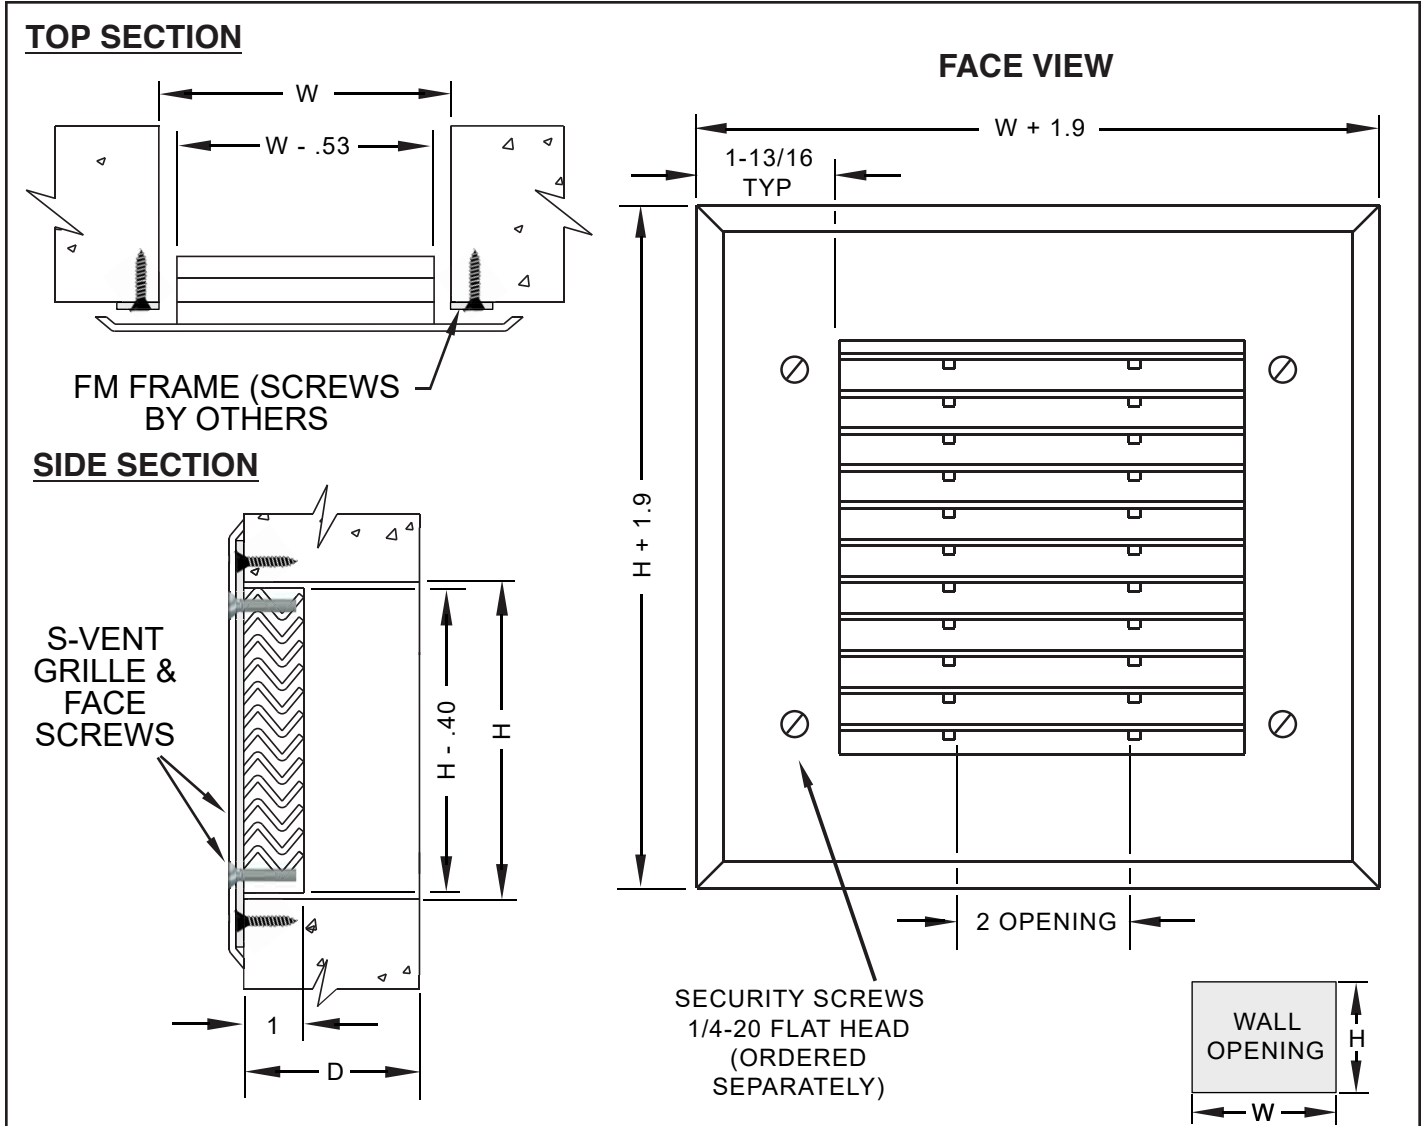 TOP SECTION
W
W - .53
FM FRAME (SCREWS
BY OTHERS
SIDE SECTION
S-VENT
GRILLE &
FACE
SCREWS
H - .40
H
1
D
FACE VIEW
W + 1.9
1-13/16
TYP
H + 1.9
2 OPENING
SECURITY SCREWS
1/4-20 FLAT HEAD
(ORDERED
SEPARATELY)
WALL
OPENING
H
W